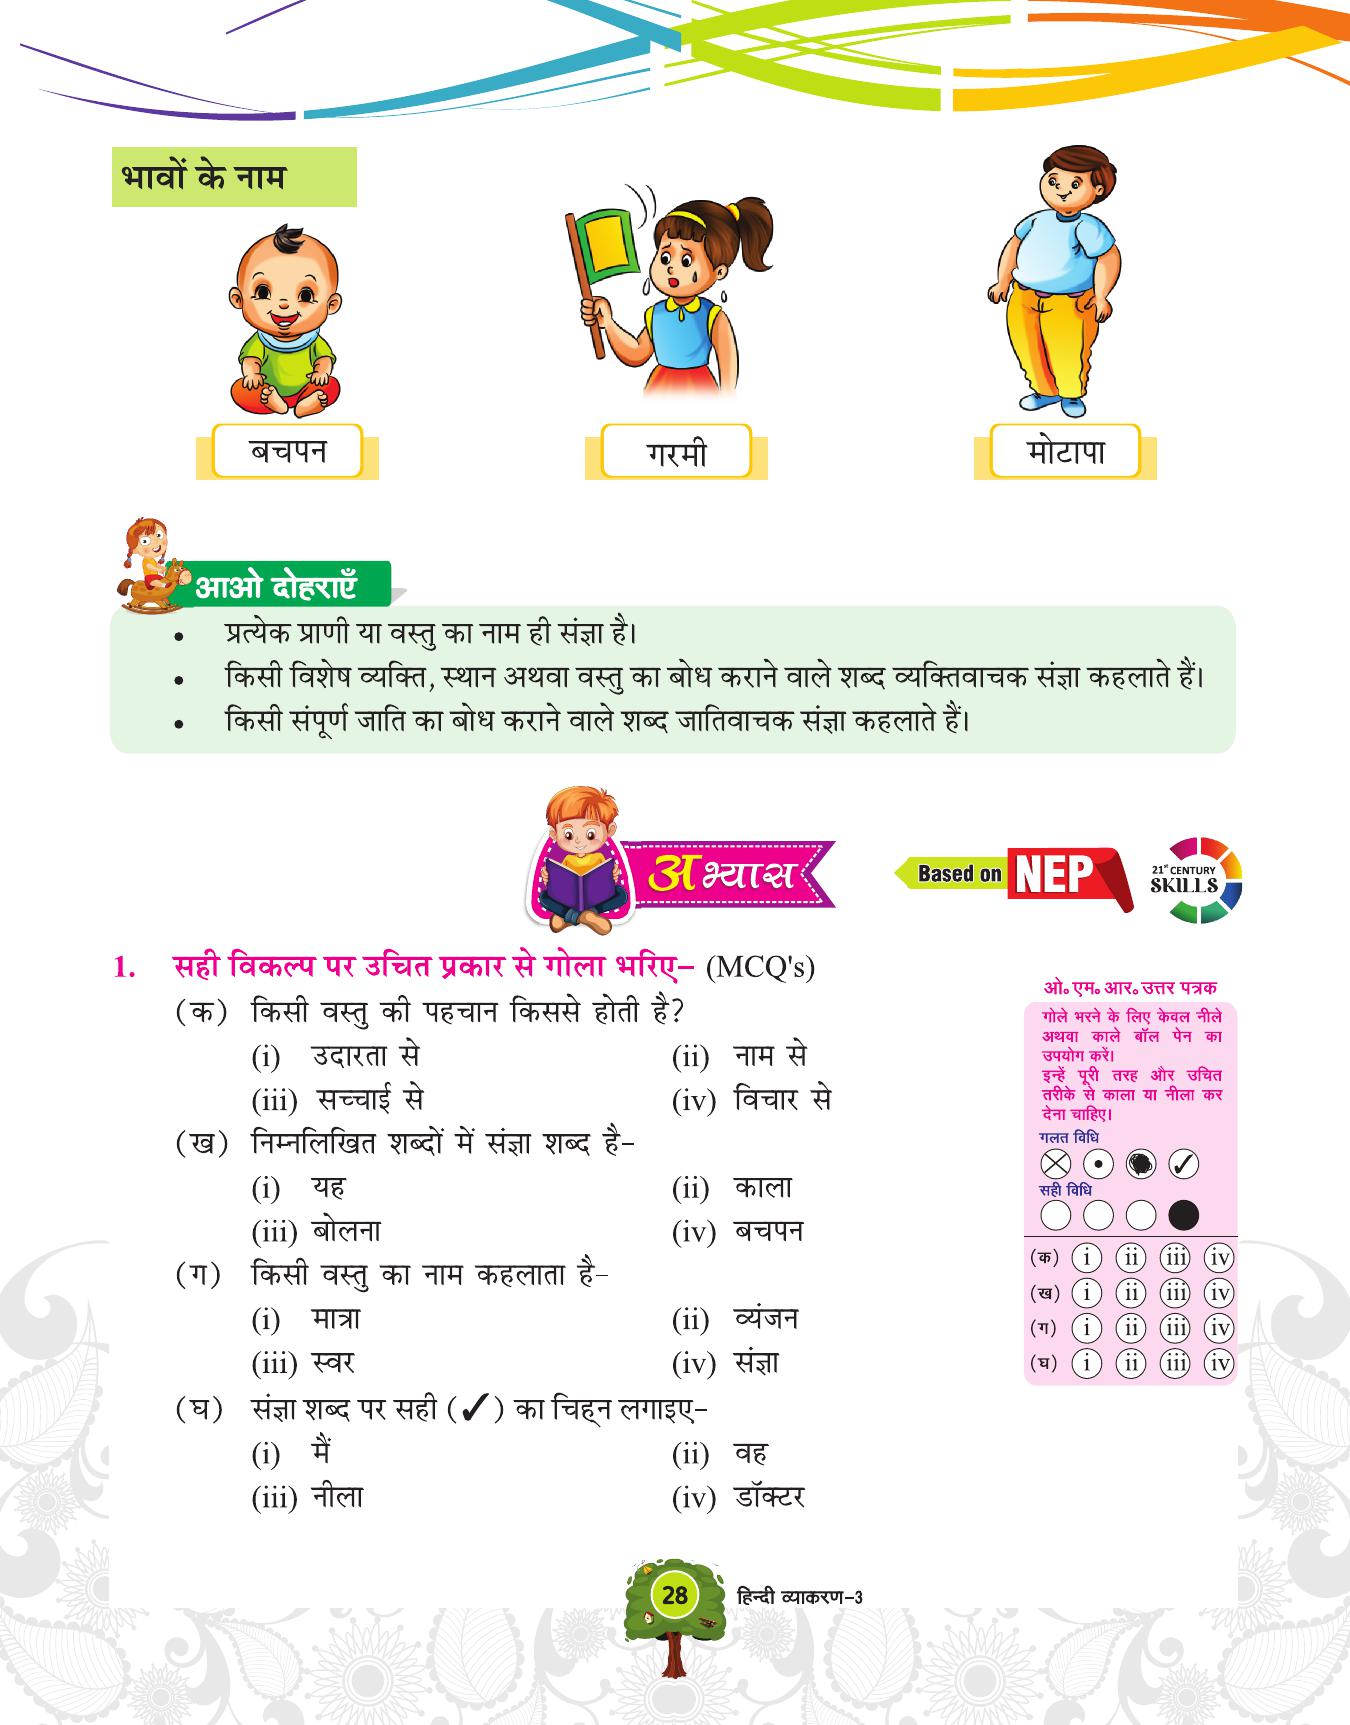 भावों के नाम
बचपन
गरमी
मोटापा
आओ दोहराएँ
• प्रत्येक प्राणी या वस्तु का नाम ही संज्ञा है।
• किसी विशेष व्यक्ति, स्थान अथवा वस्तु का बोध कराने वाले शब्द व्यक्तिवाचक संज्ञा कहलाते हैं।
• किसी संपूर्ण जाति का बोध कराने वाले शब्द जातिवाचक संज्ञा कहलाते हैं।
अभ्यास
Based on NEP
21st CENTURY
SKILLS
1. सही विकल्प पर उचित प्रकार से गोला भरिए– (MCQ's)
(क) किसी वस्तु की पहचान किससे होती है?
(i) उदारता से (ii) नाम से
(iii) सच्चाई से (iv) विचार से
(ख) निम्नलिखित शब्दों में संज्ञा शब्द है–
(i) यह (ii) काला
(iii) बोलना (iv) बचपन
(ग) किसी वस्तु का नाम कहलाता है–
(i) मात्रा (ii) व्यंजन
(iii) स्वर (iv) संज्ञा
(घ) संज्ञा शब्द पर सही (✓) का चिह्न लगाइए–
(i) मैं (ii) वह
(iii) नीला (iv) डॉक्टर
ओ॰ एम॰ आर॰ उत्तर पत्रक
गोले भरने के लिए केवल नीले
अथवा काले बॉल पेन का
उपयोग करें।
इन्हें पूरी तरह और उचित
तरीके से काला या नीला कर
देना चाहिए।
गलत विधि
सही विधि
(क) i ii iii iv
(ख) i ii iii iv
(ग) i ii iii iv
(घ) i ii iii iv
28 हिन्दी व्याकरण–3